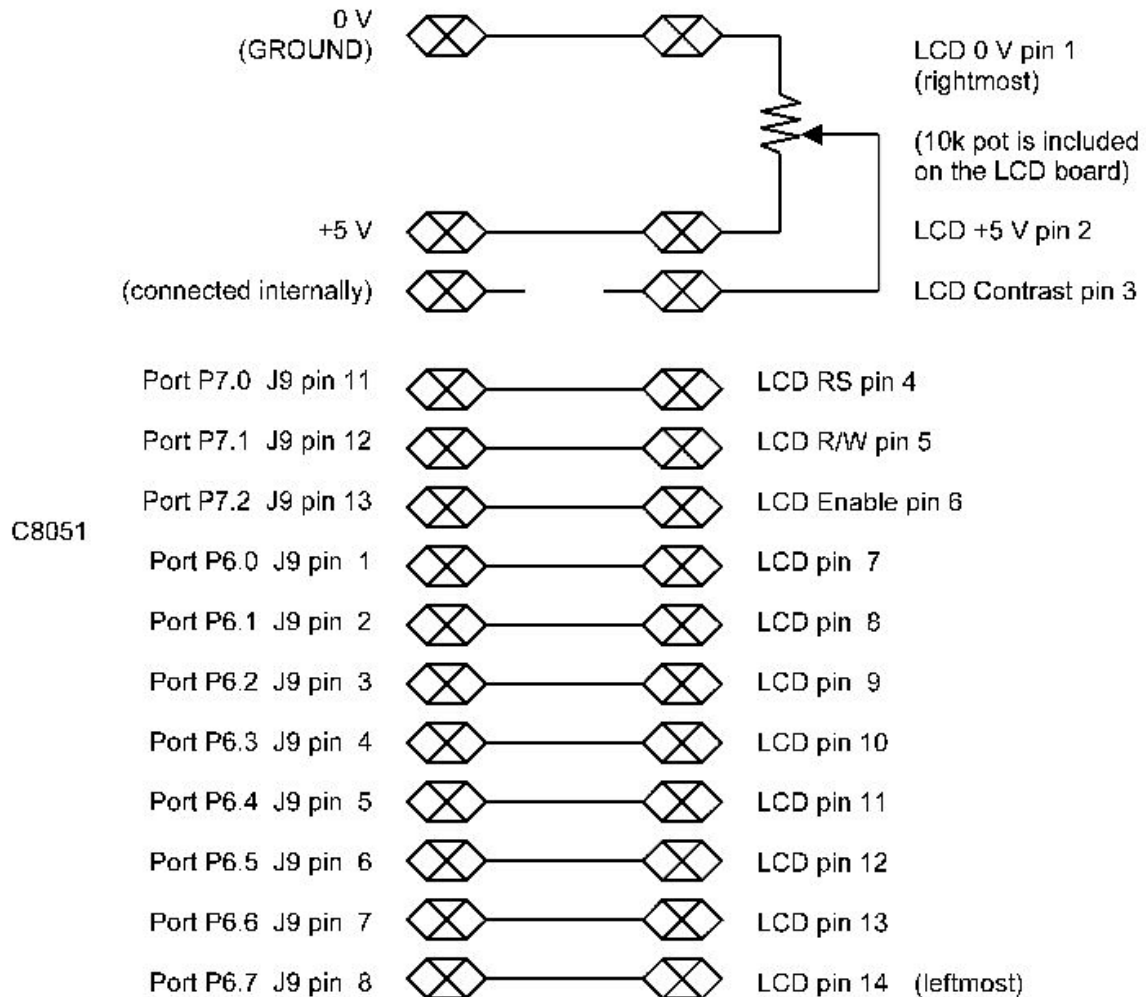 0 V
(GROUND)
LCD 0 V pin 1
(rightmost)
(10k pot is included
on the LCD board)
+5 V
LCD +5 V pin 2
(connected internally)
LCD Contrast pin 3
Port P7.0 J9 pin 11
LCD RS pin 4
Port P7.1 J9 pin 12
LCD R/W pin 5
Port P7.2 J9 pin 13
LCD Enable pin 6
C8051
Port P6.0 J9 pin 1
LCD pin 7
Port P6.1 J9 pin 2
LCD pin 8
Port P6.2 J9 pin 3
LCD pin 9
Port P6.3 J9 pin 4
LCD pin 10
Port P6.4 J9 pin 5
LCD pin 11
Port P6.5 J9 pin 6
LCD pin 12
Port P6.6 J9 pin 7
LCD pin 13
Port P6.7 J9 pin 8
LCD pin 14 (leftmost)